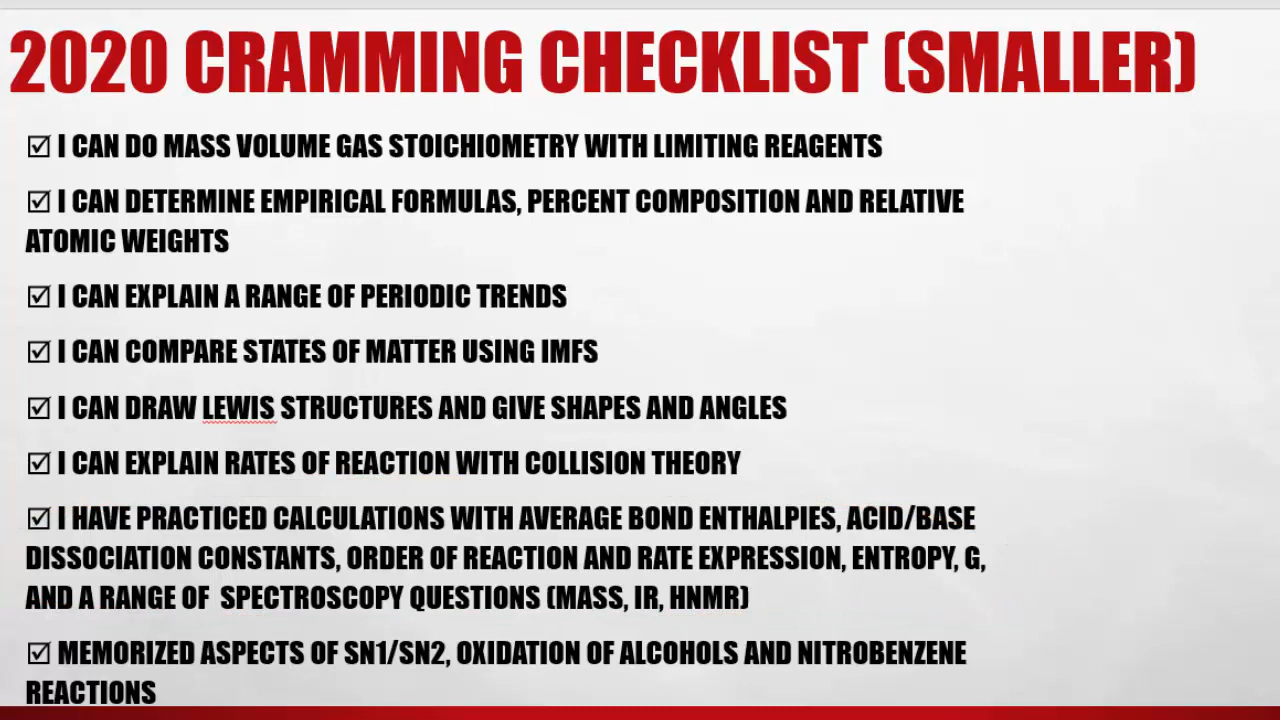 2020 CRAMMING CHECKLIST (SMALLER)
☑ I CAN DO MASS VOLUME GAS STOICHIOMETRY WITH LIMITING REAGENTS
☑ I CAN DETERMINE EMPIRICAL FORMULAS, PERCENT COMPOSITION AND RELATIVE
ATOMIC WEIGHTS
☑ I CAN EXPLAIN A RANGE OF PERIODIC TRENDS
☑ I CAN COMPARE STATES OF MATTER USING IMFS
☑ I CAN DRAW LEWIS STRUCTURES AND GIVE SHAPES AND ANGLES
☑ I CAN EXPLAIN RATES OF REACTION WITH COLLISION THEORY
☑ I HAVE PRACTICED CALCULATIONS WITH AVERAGE BOND ENTHALPIES, ACID/BASE
DISSOCIATION CONSTANTS, ORDER OF REACTION AND RATE EXPRESSION, ENTROPY, G,
AND A RANGE OF SPECTROSCOPY QUESTIONS (MASS, IR, HNMR)
☑ MEMORIZED ASPECTS OF SN1/SN2, OXIDATION OF ALCOHOLS AND NITROBENZENE
REACTIONS